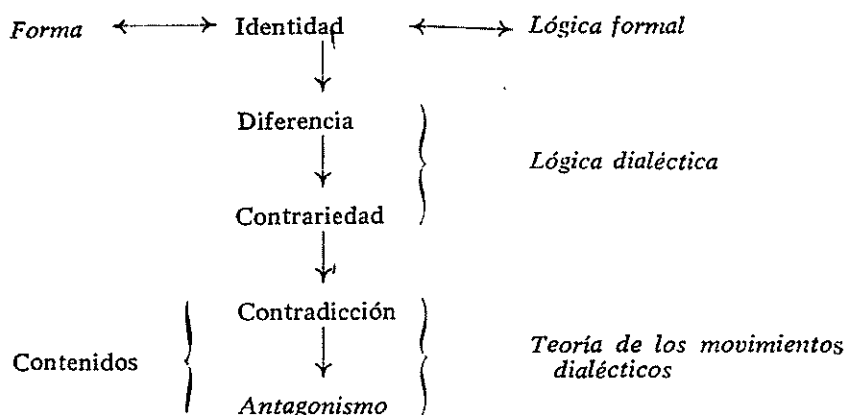 Forma Identidad Lógica formal
Diferencia
Lógica dialéctica
Contrariedad
Contradicción
Contenidos
Teoría de los movimientos
dialécticos
Antagonismo